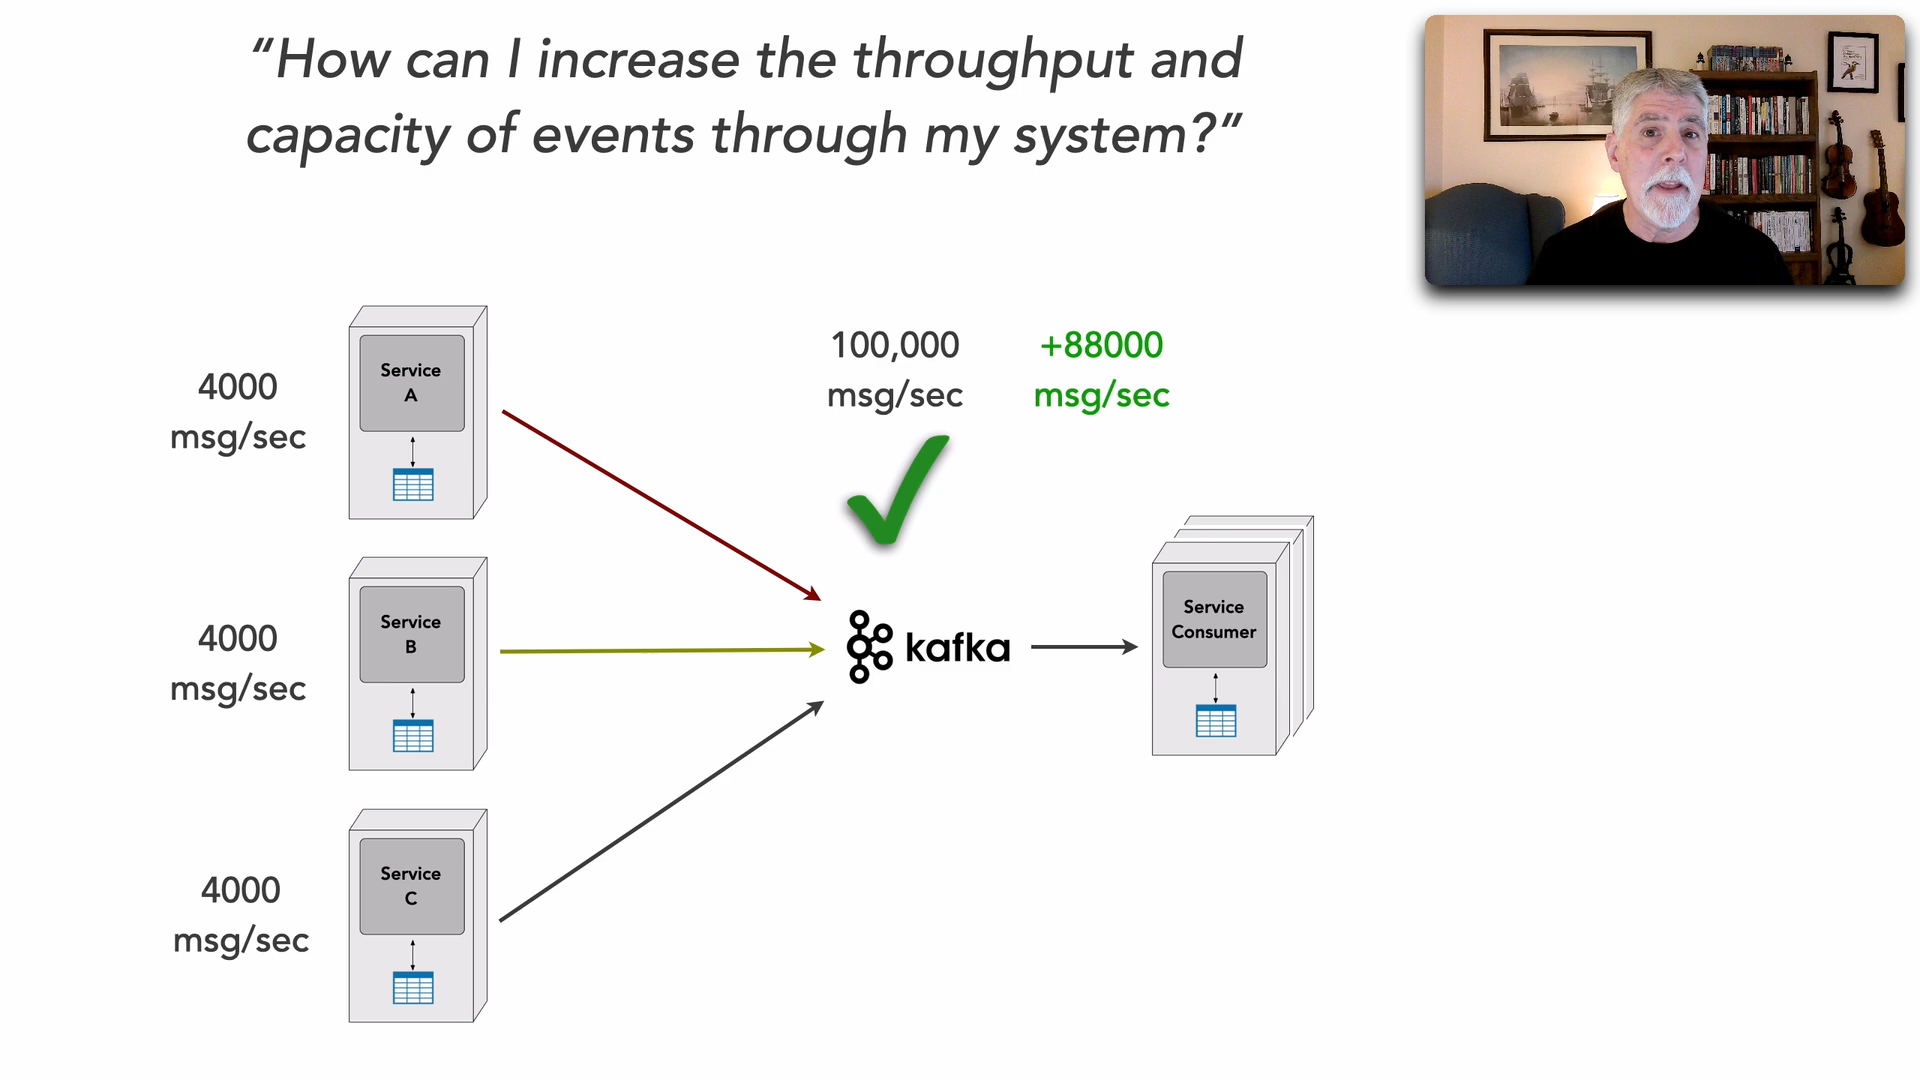 “How can I increase the throughput and
capacity of events through my system?”
4000
msg/sec
Service
A
100,000
msg/sec
+88000
msg/sec
4000
msg/sec
Service
B
kafka
Service
Consumer
4000
msg/sec
Service
C